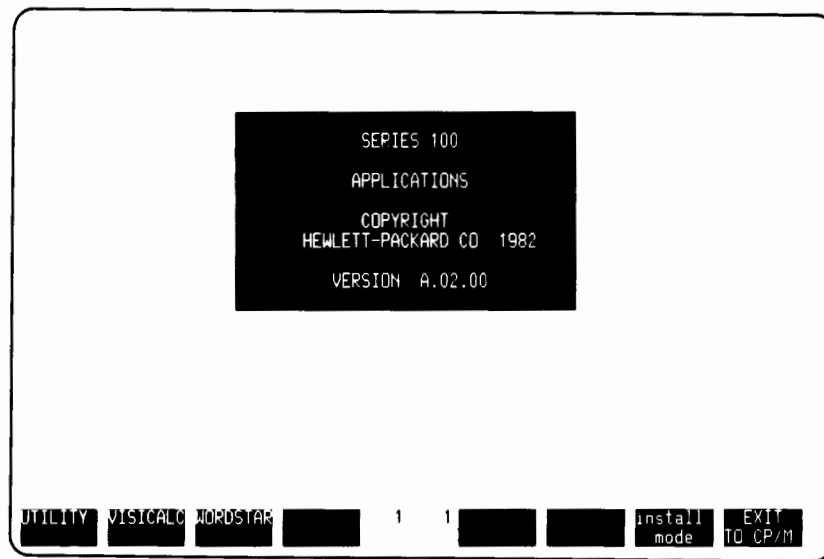 SERIES 100
APPLICATIONS
COPYRIGHT
HEWLETT-PACKARD CO 1982
VERSION A.02.00
UTILITY VISICALC WORDSTAR 1 1 install mode EXIT TO CP/M